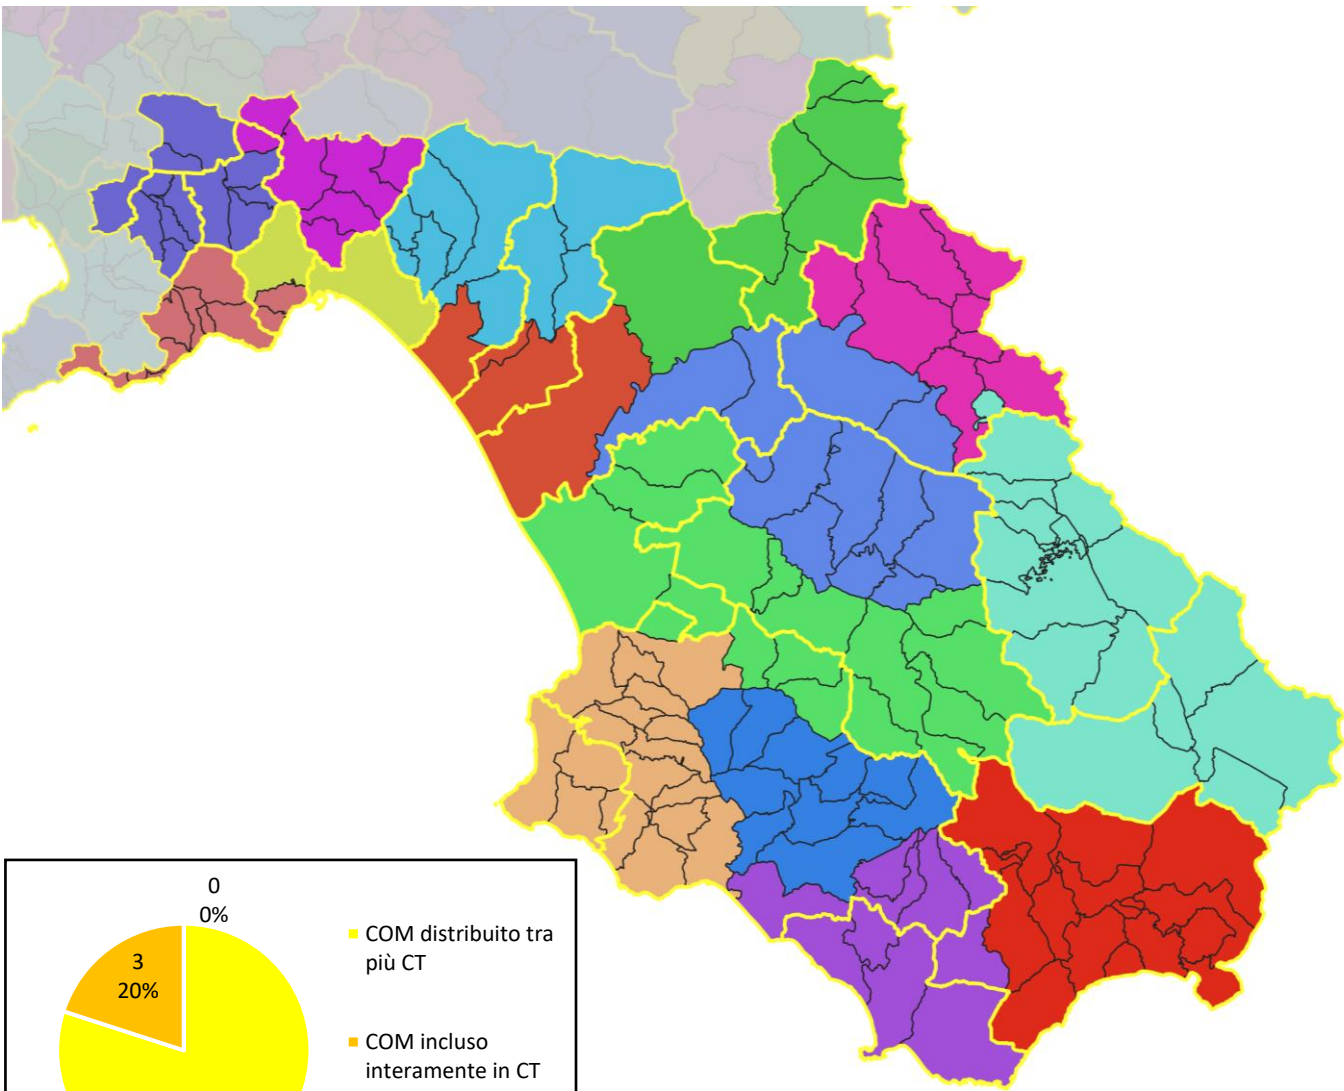 0
0%
3
20%
COM distribuito tra
più CT
COM incluso
interamente in CT